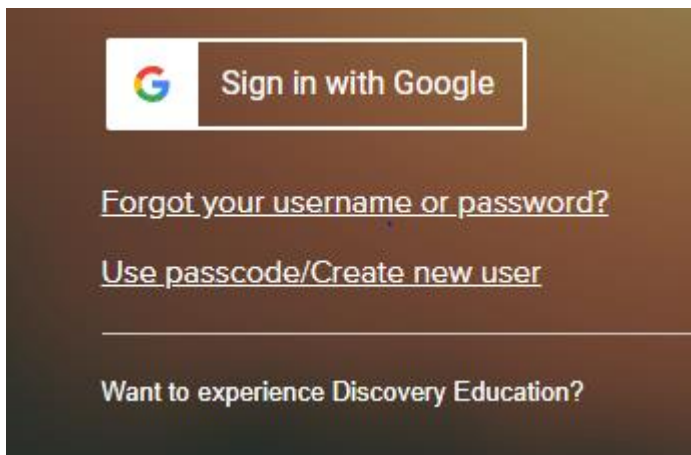 Sign in with Google
Forgot your username or password?
Use passcode/Create new user
Want to experience Discovery Education?